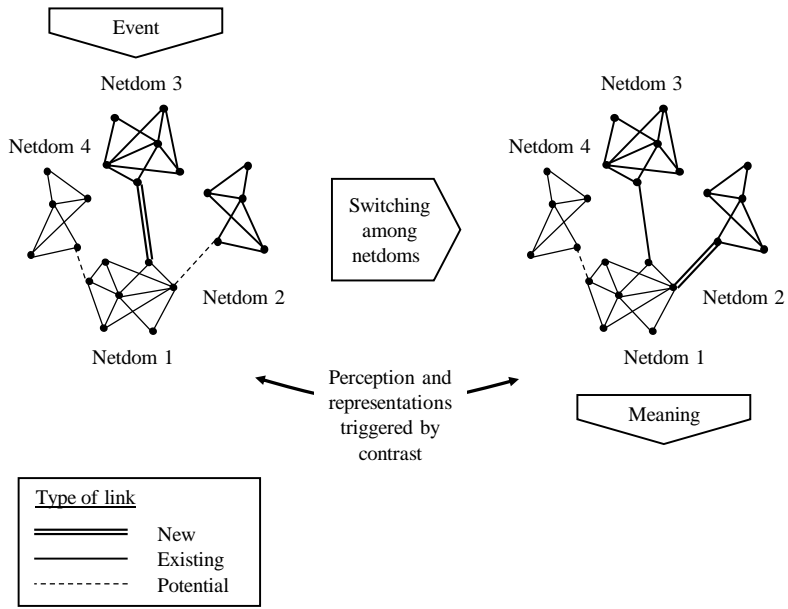 Event
Netdom 3
Netdom 4
Netdom 2
Netdom 1
Switching
among
netdoms
Netdom 3
Netdom 4
Netdom 2
Netdom 1
Perception and
representations
triggered by
contrast
Meaning
Type of link
New
Existing
Potential